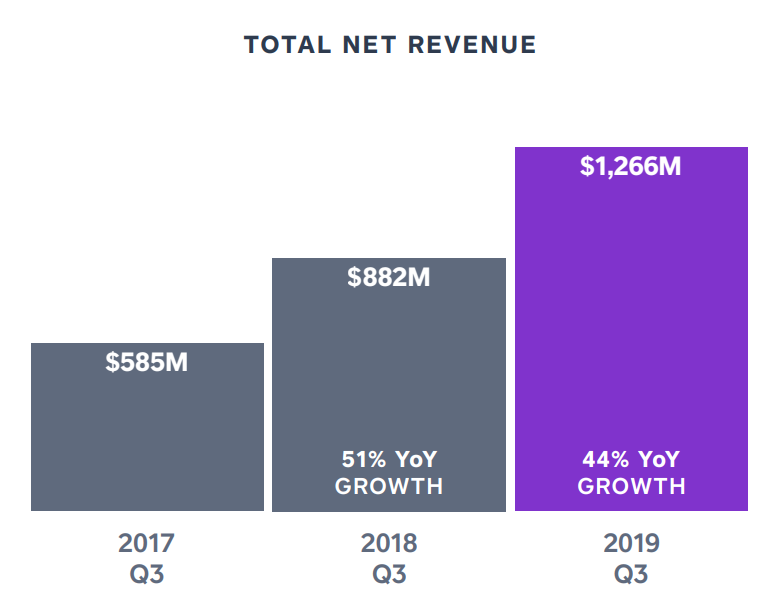 TOTAL NET REVENUE
$1,266M
$882M
$585M
51% YoY
GROWTH
44% YoY
GROWTH
2017
Q3
2018
Q3
2019
Q3